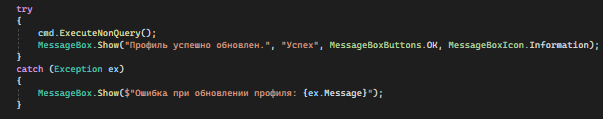 try
{
cmd.ExecuteNonQuery();
MessageBox.Show("Профиль успешно обновлен.", "Успех", MessageBoxButtons.OK, MessageBoxIcon.Information);
}
catch (Exception ex)
{
MessageBox.Show($"Ошибка при обновлении профиля: {ex.Message}");
}